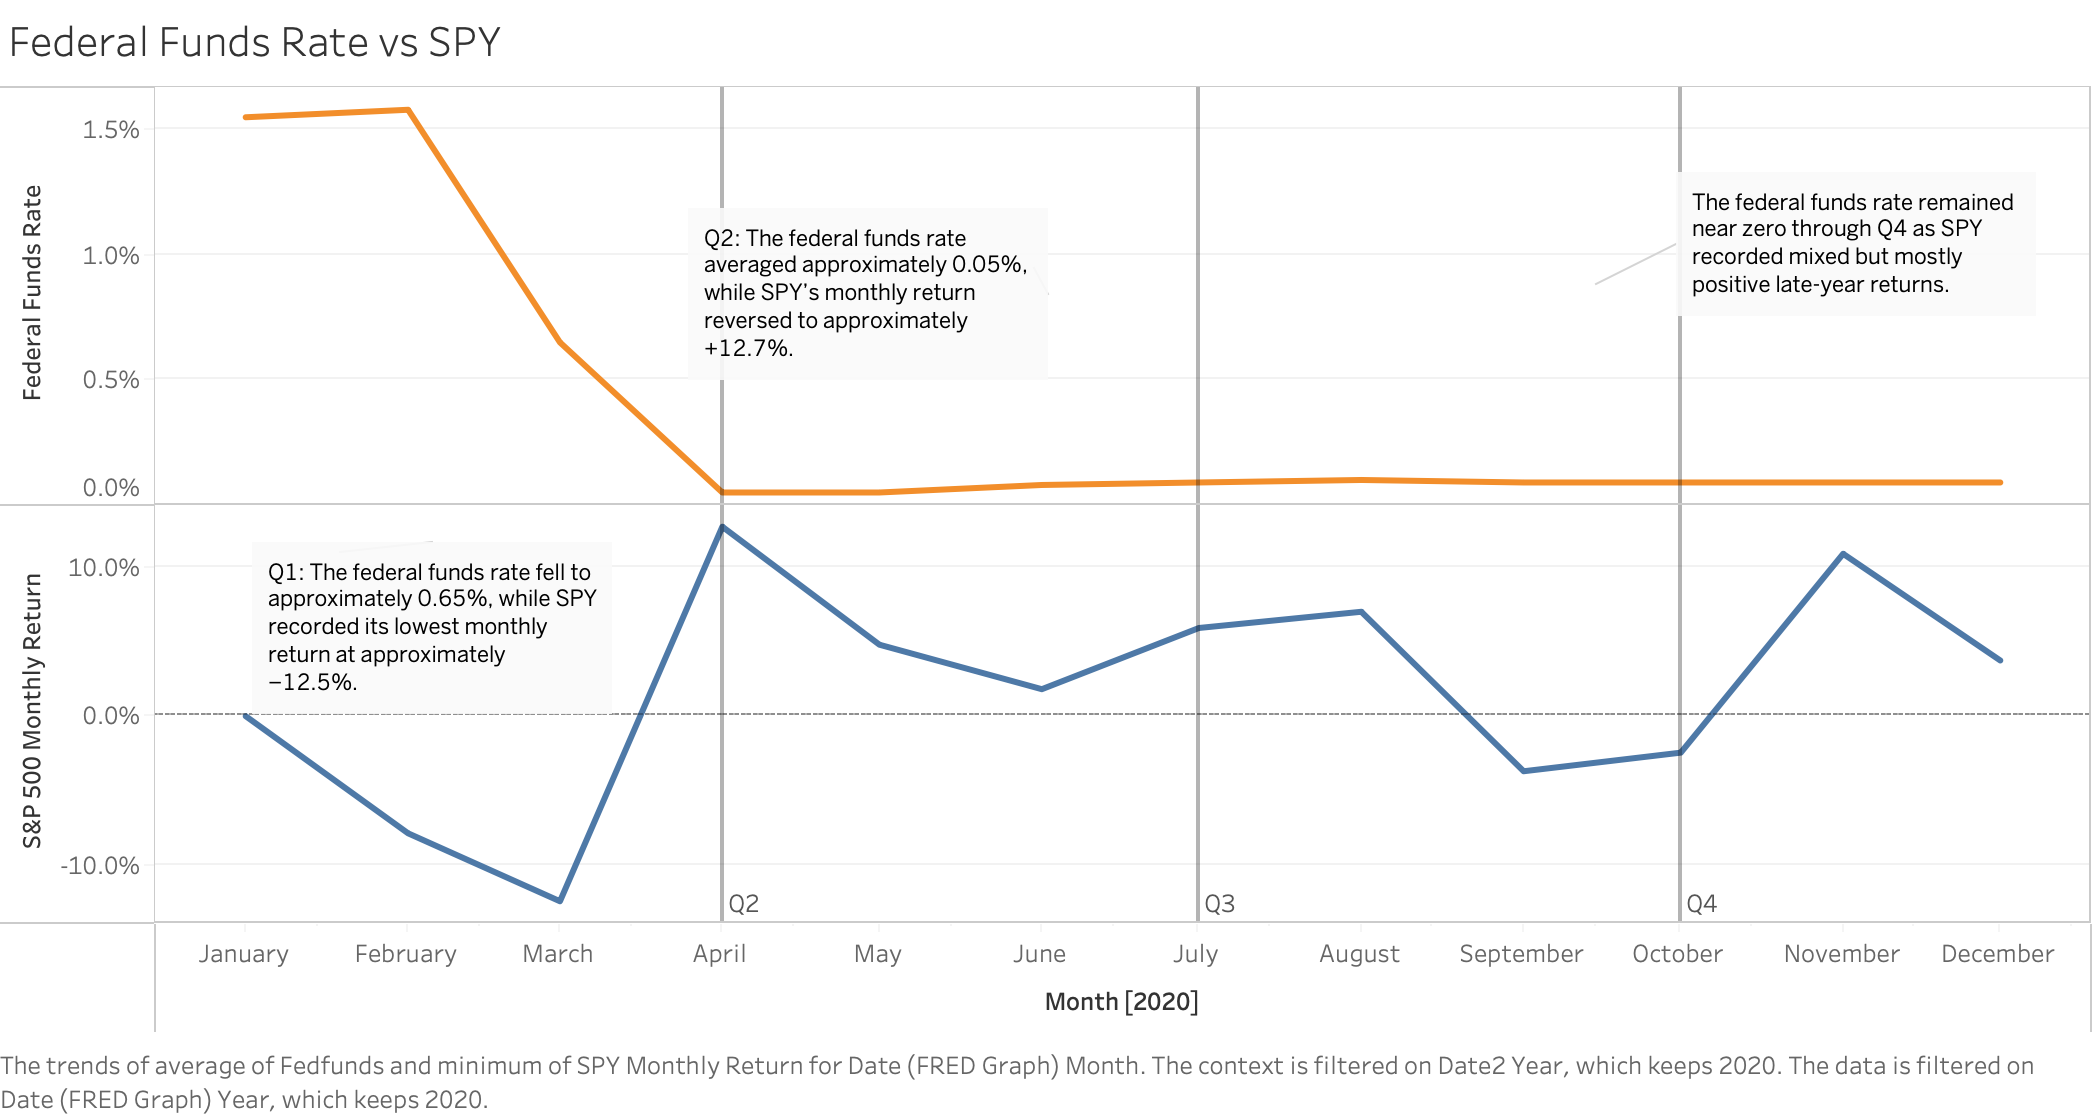 Federal Funds Rate vs SPY
Federal Funds Rate
1.5%
1.0%
0.5%
0.0%
Q2: The federal funds rate
averaged approximately 0.05%,
while SPY’s monthly return
reversed to approximately
+12.7%.
The federal funds rate remained
near zero through Q4 as SPY
recorded mixed but mostly
positive late-year returns.
S&P 500 Monthly Return
10.0%
0.0%
-10.0%
Q1: The federal funds rate fell to
approximately 0.65%, while SPY
recorded its lowest monthly
return at approximately
−12.5%.
Q2
Q3
Q4
January February March April May June July August September October November December
Month [2020]
The trends of average of Fedfunds and minimum of SPY Monthly Return for Date (FRED Graph) Month. The context is filtered on Date2 Year, which keeps 2020. The data is filtered on
Date (FRED Graph) Year, which keeps 2020.